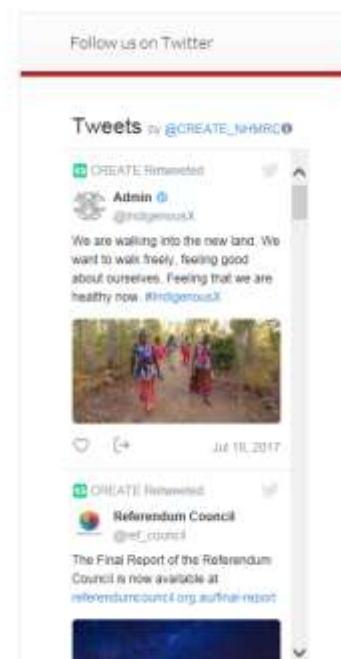 Follow us on Twitter
Tweets by @CREATE_NHMRC
CREATE Retweeted
Admin
@IndigenousX
We are walking into the new land. We
want to walk freely, feeling good
about ourselves. Feeling that we are
healthy now. #IndigenousX
Jul 18, 2017
CREATE Retweeted
Referendum Council
@ref_council
The Final Report of the Referendum
Council is now available at
referendumcouncil.org.au/final-report